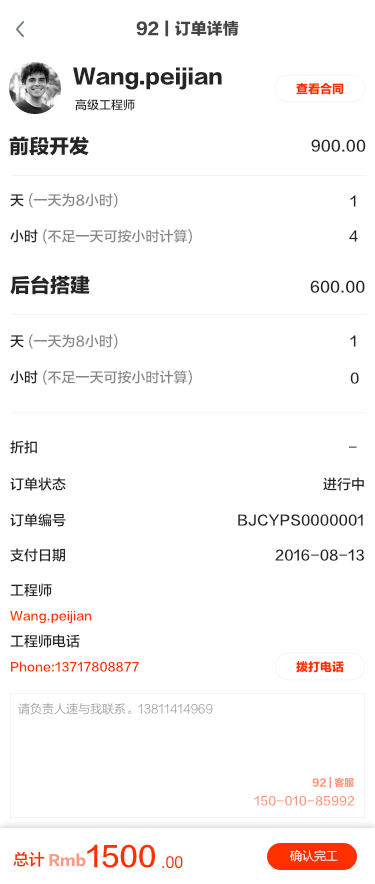 92 | 订单详情
Wang.peijian
高级工程师
查看合同
前段开发 900.00
天 (一天为8小时) 1
小时 (不足一天可按小时计算) 4
后台搭建 600.00
天 (一天为8小时) 1
小时 (不足一天可按小时计算) 0
折扣 –
订单状态 进行中
订单编号 BJCYPS0000001
支付日期 2016-08-13
工程师
Wang.peijian
工程师电话
Phone:13717808877 拨打电话
请负责人速与我联系。13811414969
92 | 客服
150-010-85992
总计 Rmb1500 .00 确认完工